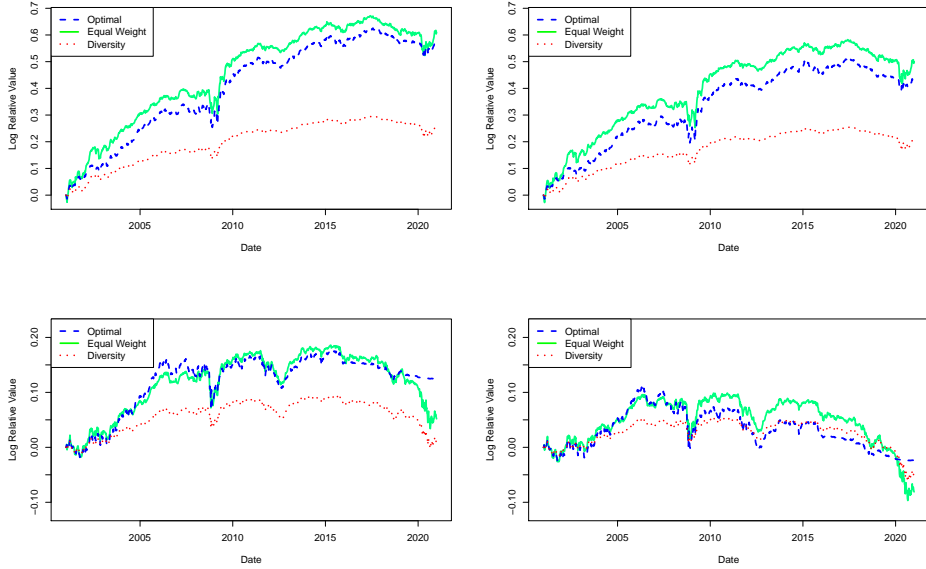 Optimal
Equal Weight
Diversity
Log Relative Value
0.0 0.1 0.2 0.3 0.4 0.5 0.6 0.7
2005 2010 2015 2020
Date
Optimal
Equal Weight
Diversity
Log Relative Value
0.0 0.1 0.2 0.3 0.4 0.5 0.6 0.7
2005 2010 2015 2020
Date
Optimal
Equal Weight
Diversity
Log Relative Value
−0.10 0.00 0.10 0.20
2005 2010 2015 2020
Date
Optimal
Equal Weight
Diversity
Log Relative Value
−0.10 0.00 0.10 0.20
2005 2010 2015 2020
Date